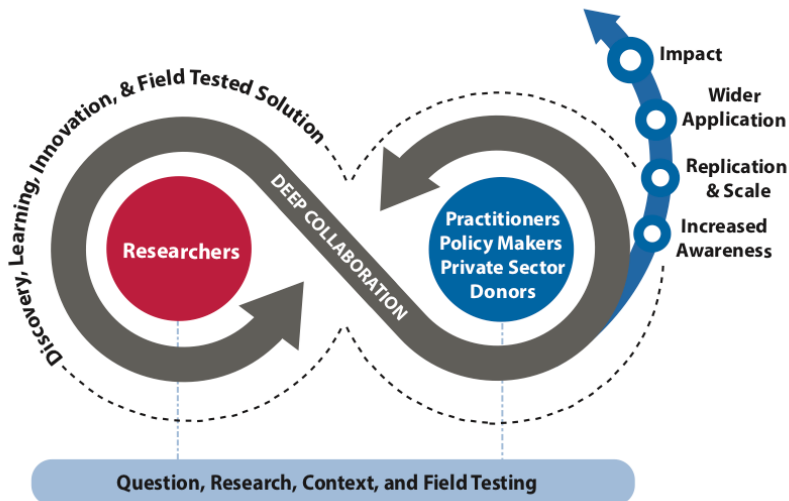 Discovery, Learning, Innovation, & Field Tested Solution
Researchers
DEEP COLLABORATION
Practitioners
Policy Makers
Private Sector
Donors
Impact
Wider
Application
Replication
& Scale
Increased
Awareness
Question, Research, Context, and Field Testing